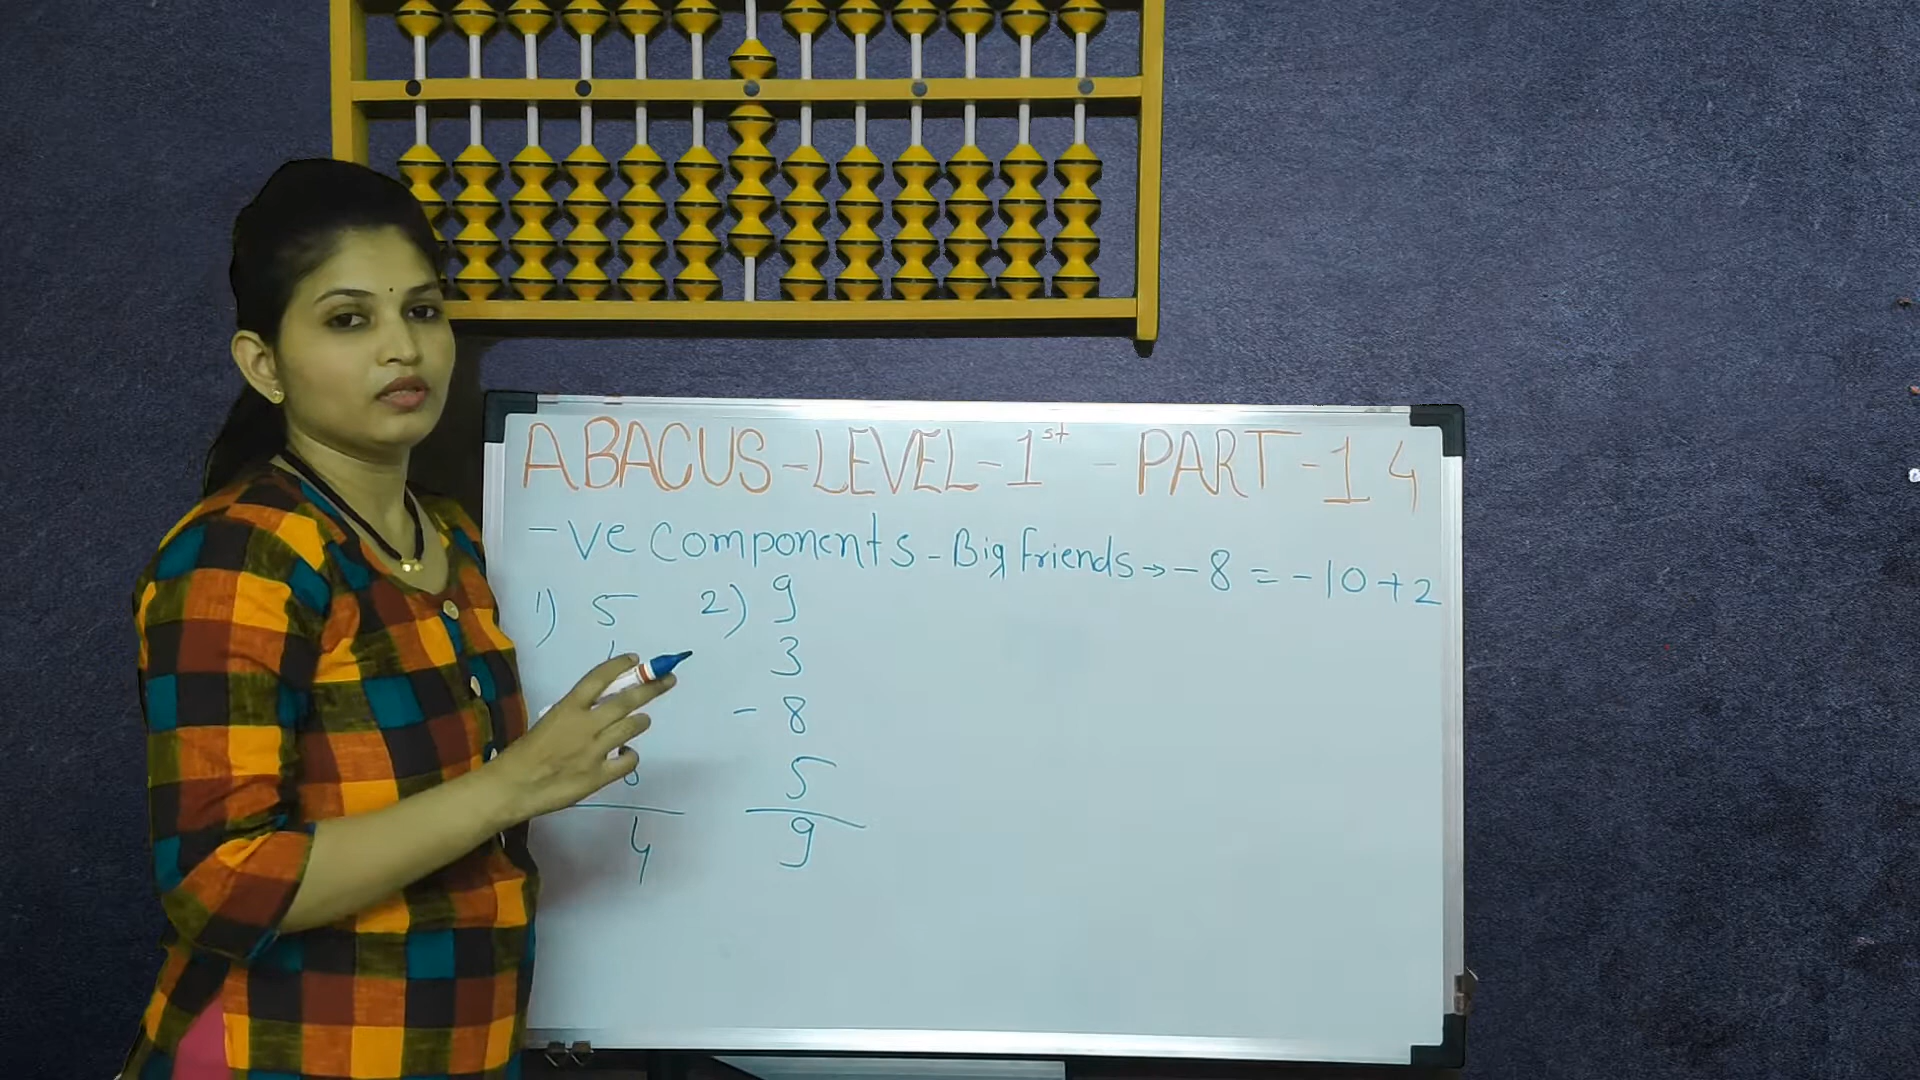 ABACUS-LEVEL-1st - PART-14
-ve Components - Big Friends → -8 = -10+2
1) 5 2) 9
3
- 8
5
4 9